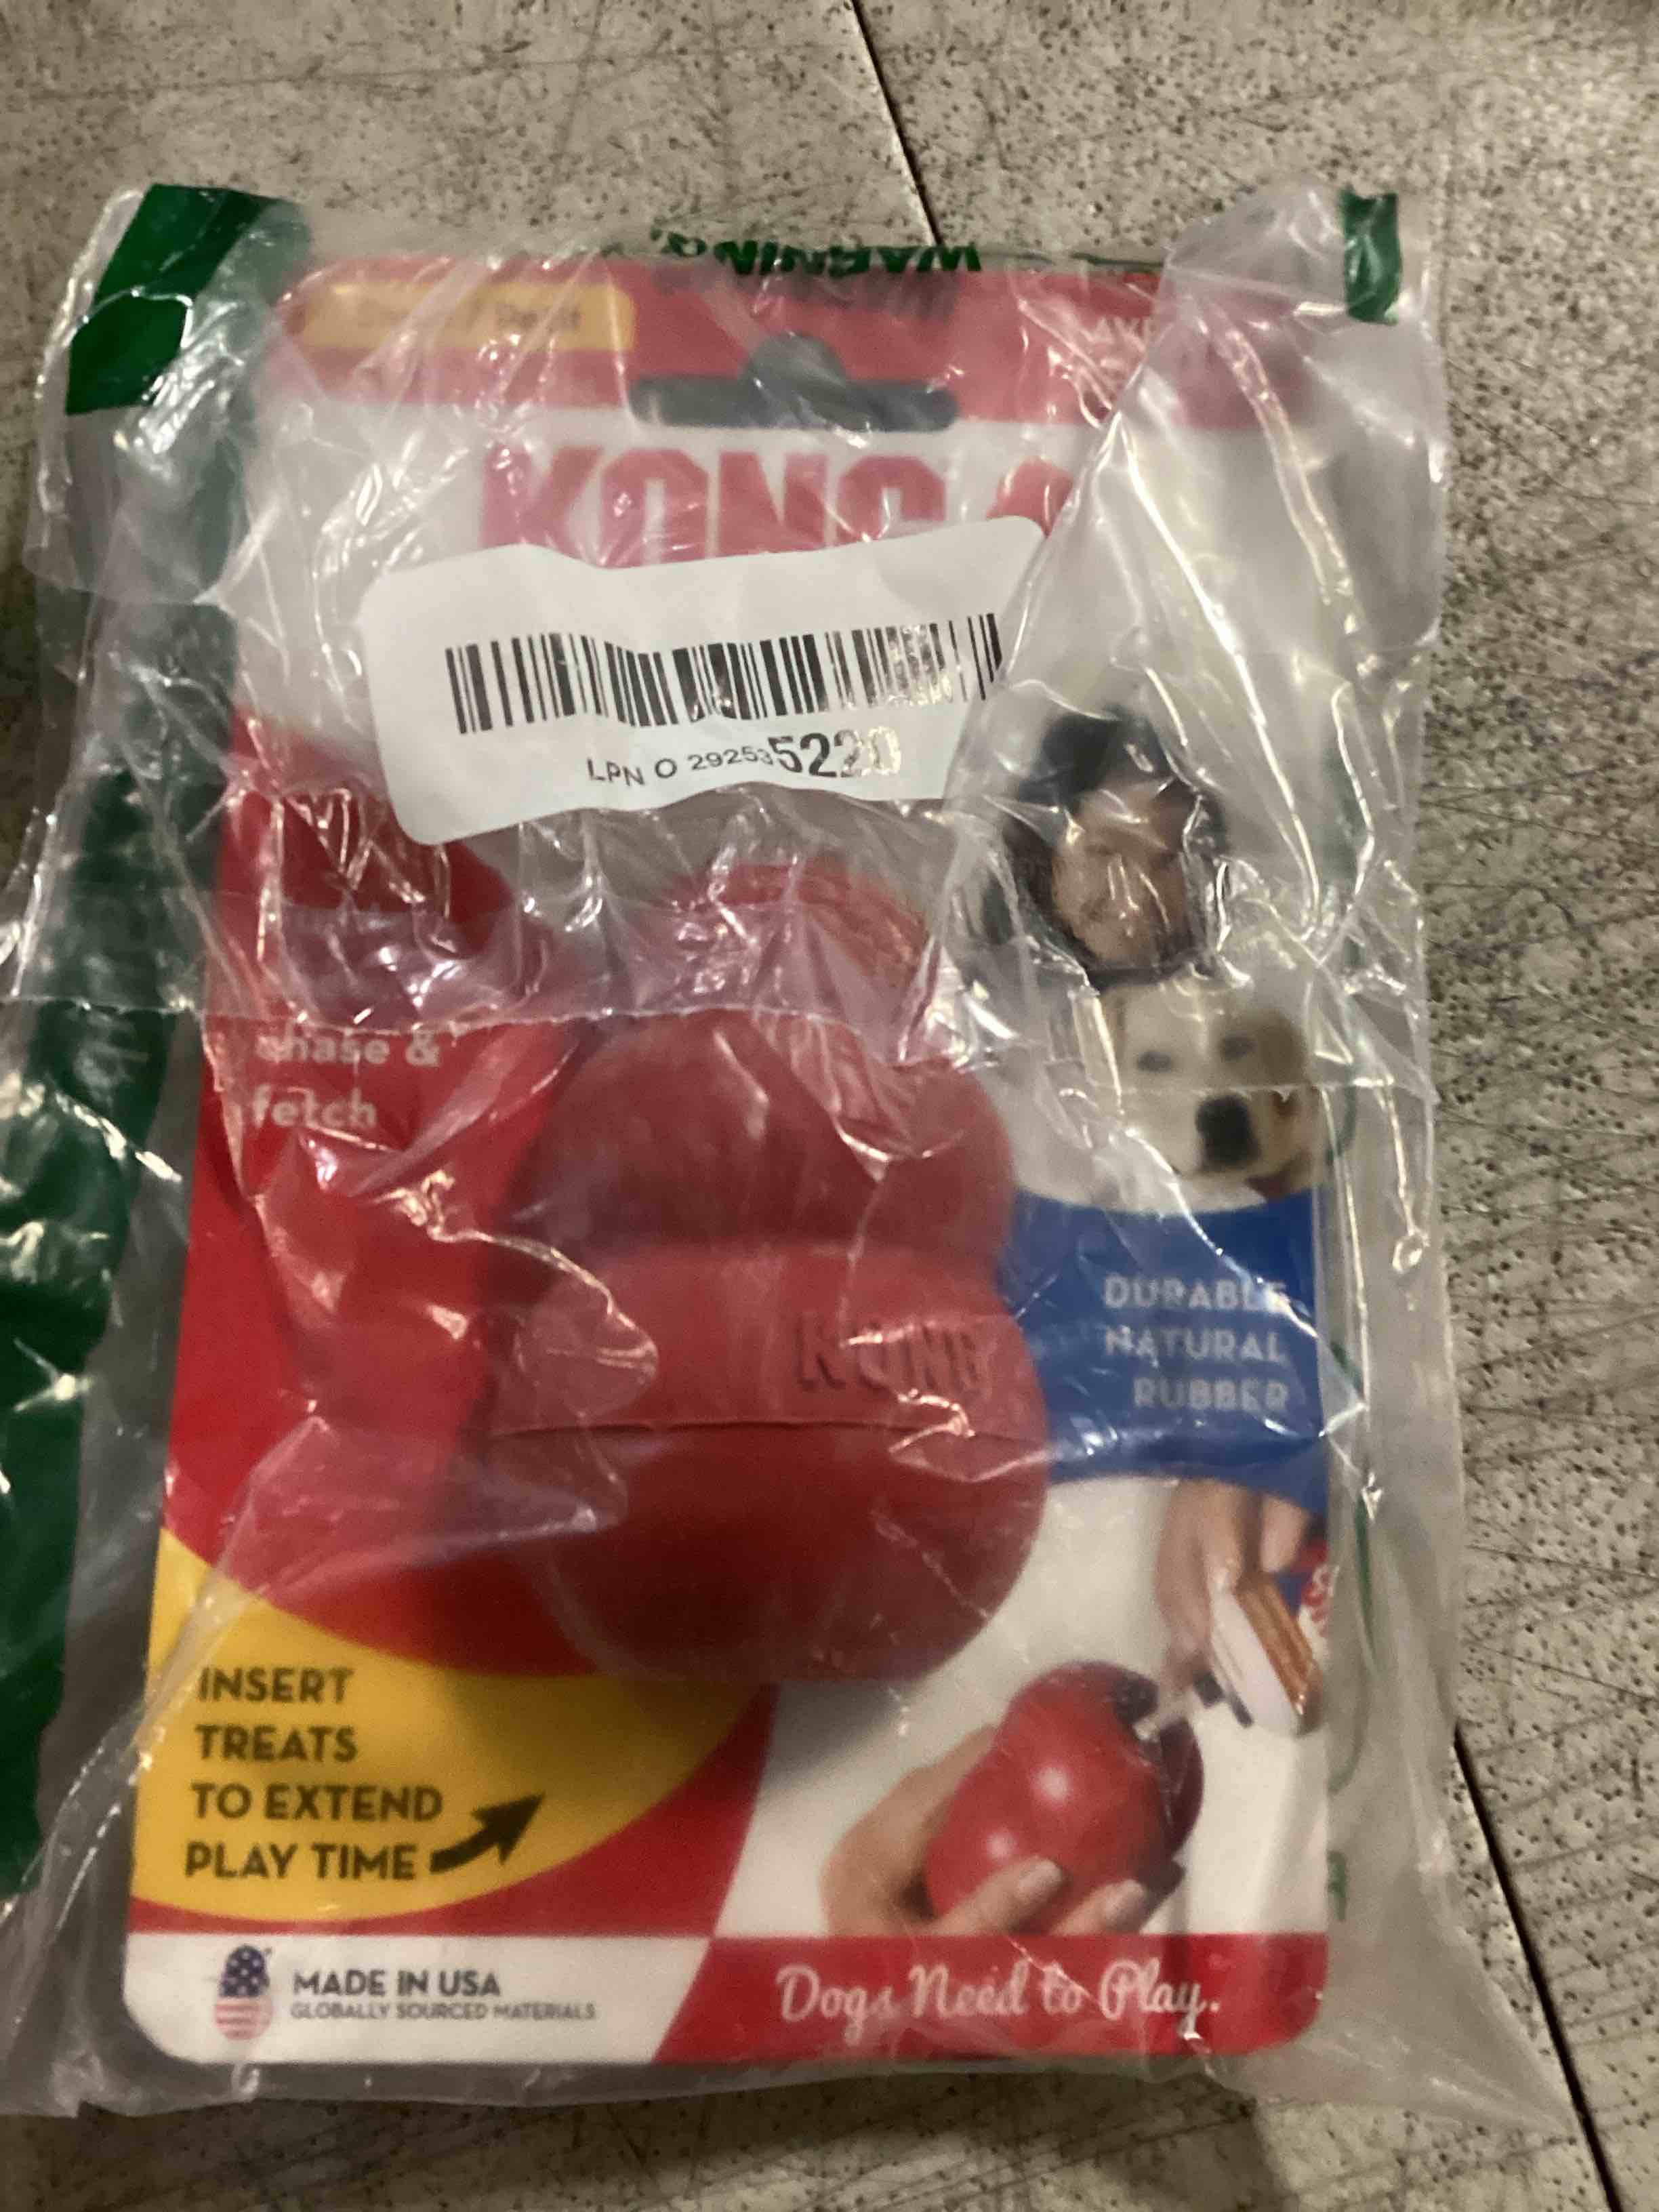 WARNING:
KONG
LPN O 292535220
chase &
fetch
KONG
DURABLE
NATURAL
RUBBER
INSERT
TREATS
TO EXTEND
PLAY TIME
MADE IN USA
GLOBALLY SOURCED MATERIALS
Dogs Need to Play.